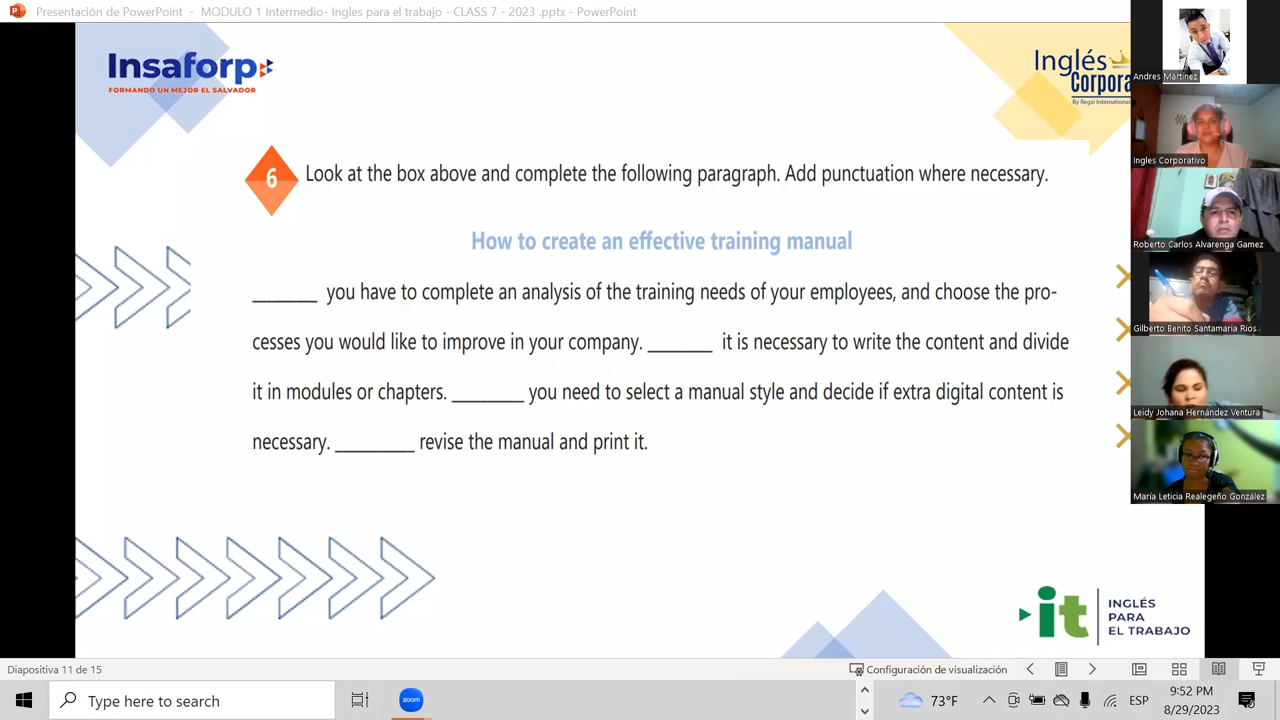 Presentación de PowerPoint - MODULO 1 Intermedio- Ingles para el trabajo - CLASS 7 - 2023 .pptx - PowerPoint
Insaforp
FORMANDO UN MEJOR EL SALVADOR
Inglés
Corpora
By Regal International
6
Look at the box above and complete the following paragraph. Add punctuation where necessary.
How to create an effective training manual
_______ you have to complete an analysis of the training needs of your employees, and choose the pro-
cesses you would like to improve in your company. _______ it is necessary to write the content and divide
it in modules or chapters. ________ you need to select a manual style and decide if extra digital content is
necessary. _________ revise the manual and print it.
it
INGLÉS
PARA
EL TRABAJO
Andres Martinez
Ingles Corporativo
Roberto Carlos Alvarenga Gamez
Gilberto Benito Santamaria Rios
Leidy Johana Hernández Ventura
María Leticia Realegeño González
Diapositiva 11 de 15
Configuración de visualización
Type here to search
zoom
73°F
ESP
9:52 PM
8/29/2023